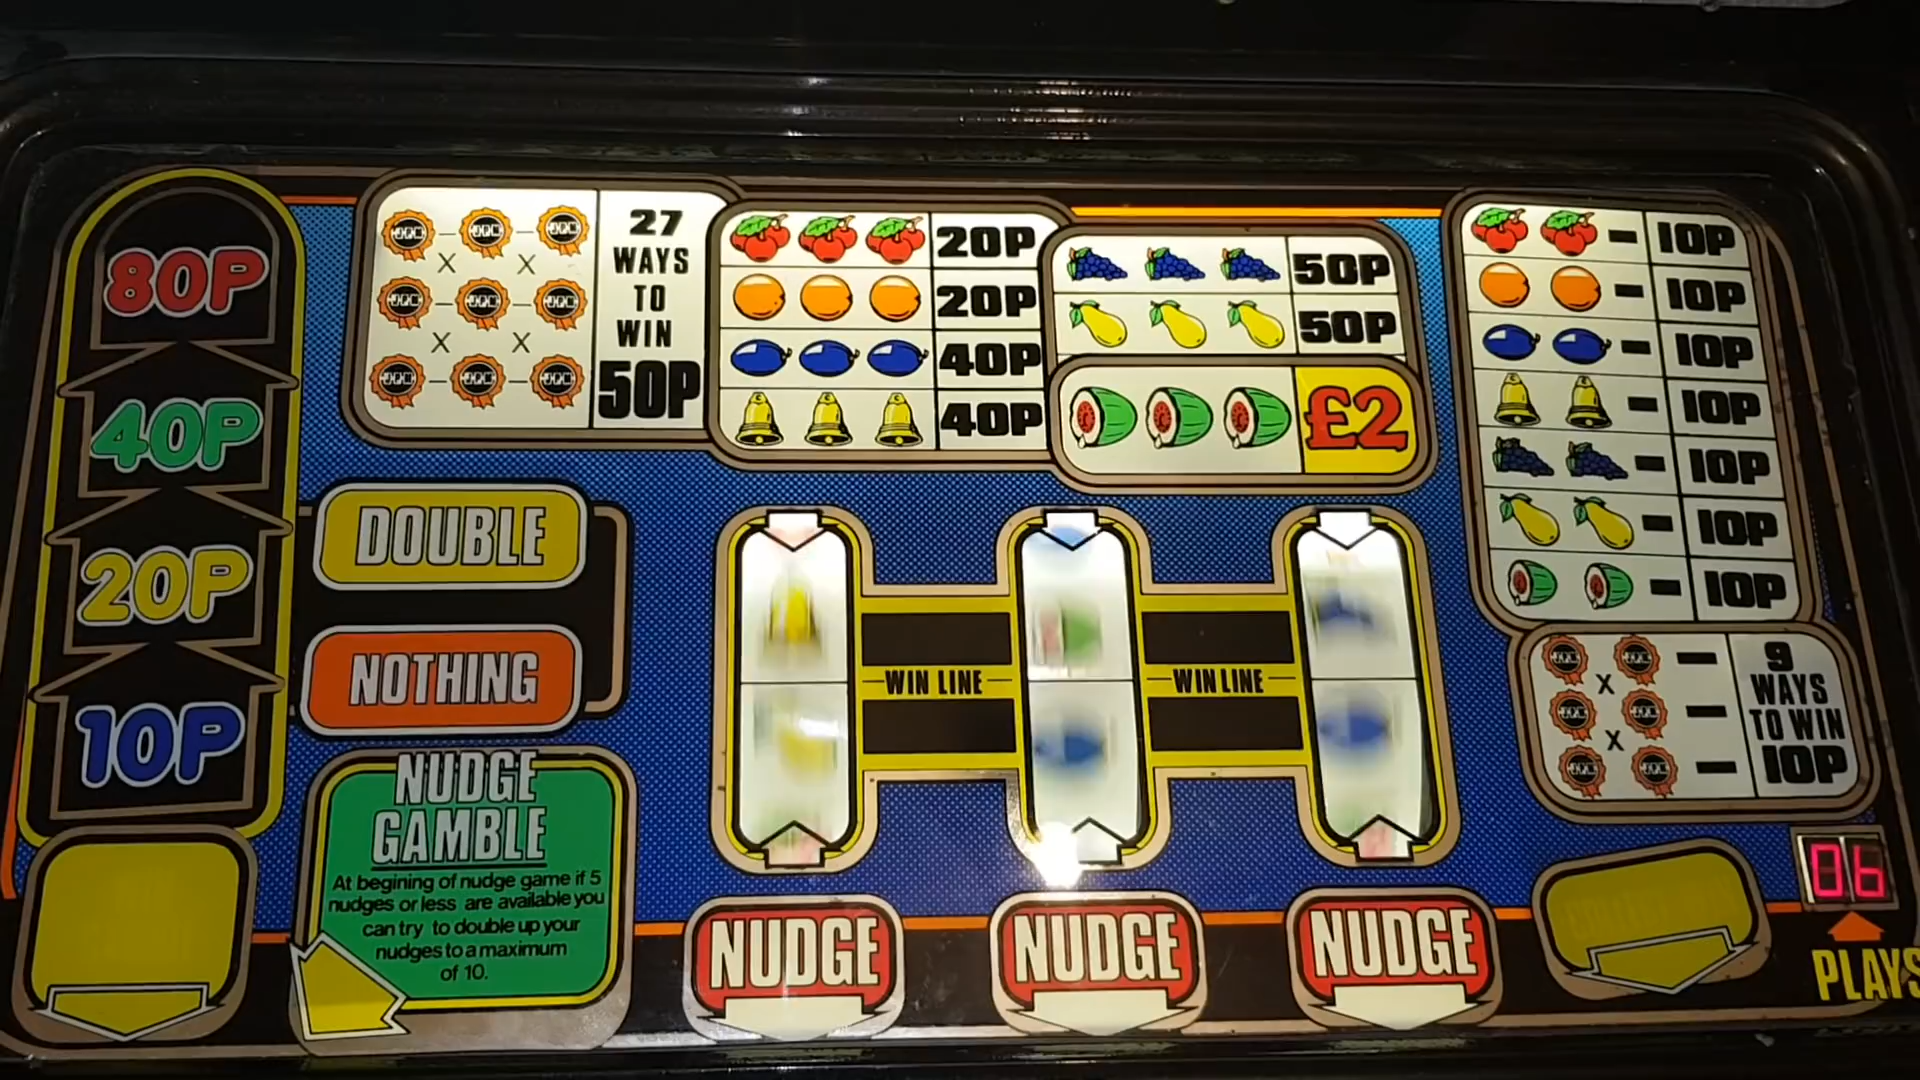 80P
40P
20P
10P
27
WAYS
TO
WIN
50P
20P
20P
40P
40P
50P
50P
£2
10P
10P
10P
10P
10P
10P
10P
9
WAYS
TO WIN
10P
DOUBLE
NOTHING
WIN LINE
WIN LINE
NUDGE
GAMBLE
At begining of nudge game if 5
nudges or less are available you
can try to double up your
nudges to a maximum
of 10.
NUDGE
NUDGE
NUDGE
06
PLAYS